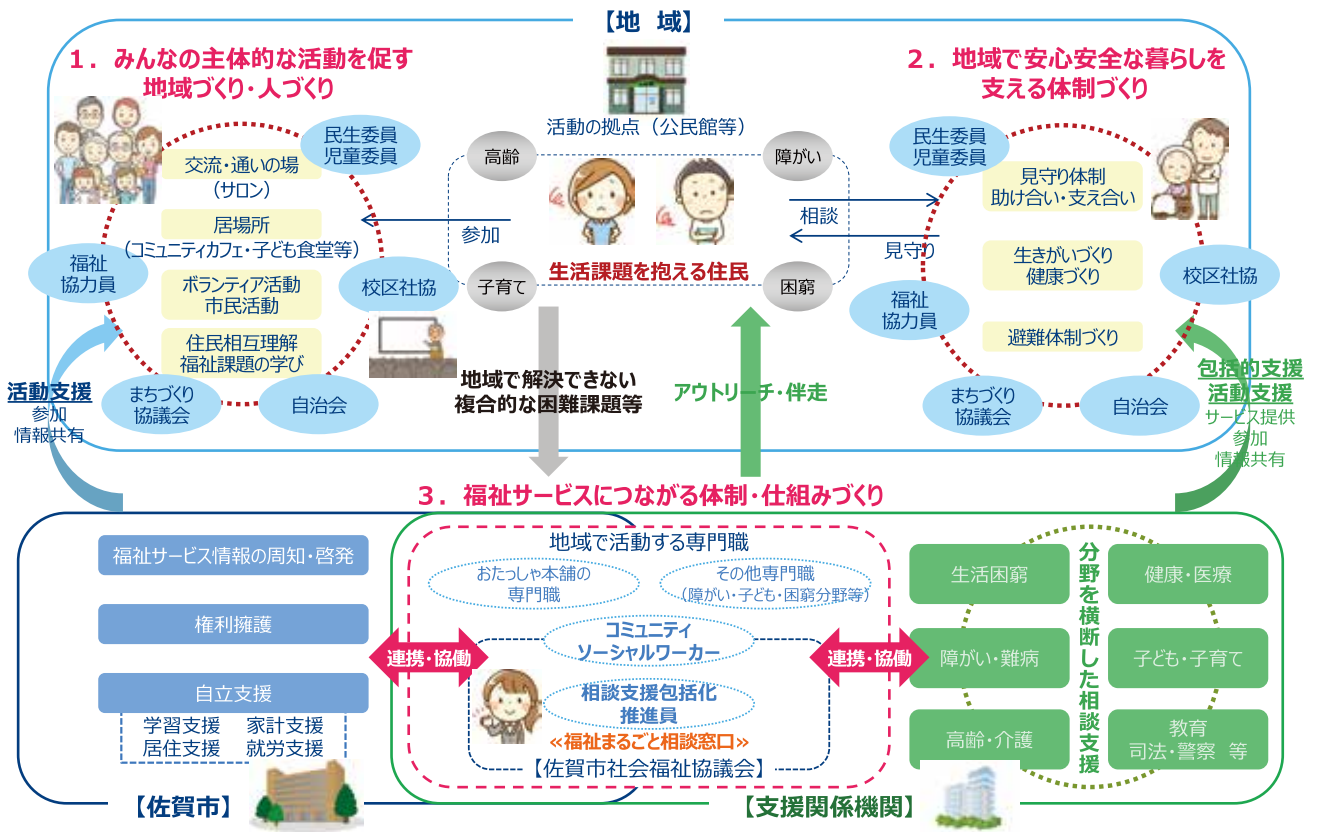 【地　域】
1．みんなの主体的な活動を促す
地域づくり・人づくり
民生委員
児童委員
交流・通いの場
（サロン）
居場所
（コミュニティカフェ・子ども食堂等）
福祉
協力員
ボランティア活動
市民活動
校区社協
住民相互理解
福祉課題の学び
まちづくり
協議会
自治会
活動支援
参加
情報共有
活動の拠点（公民館等）
高齢
障がい
参加
相談
見守り
生活課題を抱える住民
子育て
困窮
地域で解決できない
複合的な困難課題等
アウトリーチ・伴走
2．地域で安心安全な暮らしを
支える体制づくり
民生委員
児童委員
見守り体制
助け合い・支え合い
生きがいづくり
健康づくり
校区社協
福祉
協力員
避難体制づくり
まちづくり
協議会
自治会
包括的支援
活動支援
サービス提供
参加
情報共有
3．福祉サービスにつながる体制・仕組みづくり
福祉サービス情報の周知・啓発
権利擁護
自立支援
学習支援　家計支援
居住支援　就労支援
【佐賀市】
連携・協働
地域で活動する専門職
おたっしゃ本舗の
専門職
その他専門職
（障がい・子ども・困窮分野等）
コミュニティ
ソーシャルワーカー
相談支援包括化
推進員
≪福祉まるごと相談窓口≫
【佐賀市社会福祉協議会】
連携・協働
生活困窮
健康・医療
障がい・難病
子ども・子育て
高齢・介護
教育
司法・警察　等
分野を横断した相談支援
【支援関係機関】